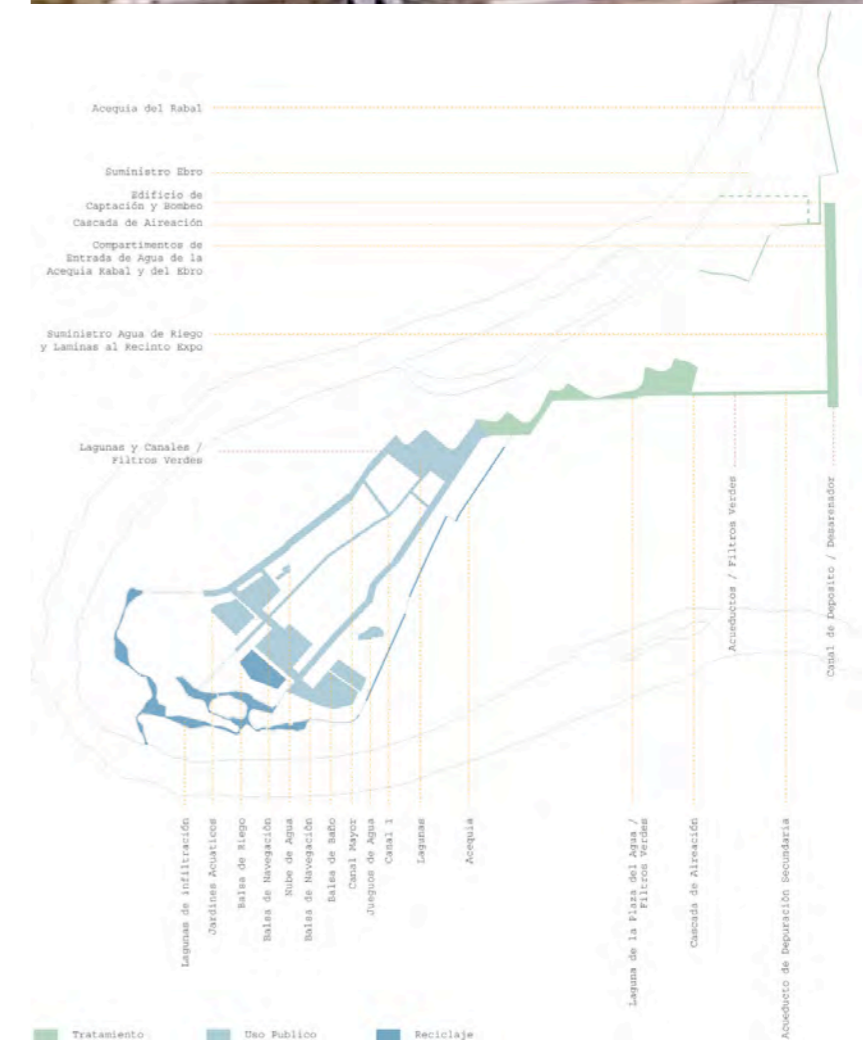 Acequia del Rabal
Suministro Ebro
Edificio de
Captación y Bombeo
Cascada de Aireación
Compartimentos de
Entrada de Agua de la
Acequia Rabal y del Ebro
Suministro Agua de Riego
y Laminas al Recinto Expo
Lagunas y Canales /
Filtros Verdes
Acueductos / Filtros Verdes
Canal de Deposito / Desarenador
Lagunas de infiltración
Jardines Acuaticos
Balsa de Riego
Balsa de Navegación
Nube de Agua
Balsa de Navegación
Balsa de Baño
Canal Mayor
Jueguos de Agua
Canal 1
Lagunas
Acequia
Laguna de la Plaza del Agua /
Filtros Verdes
Cascada de Aireación
Acueducto de Depuración Secundaria
Tratamiento
Uso Publico
Reciclaje